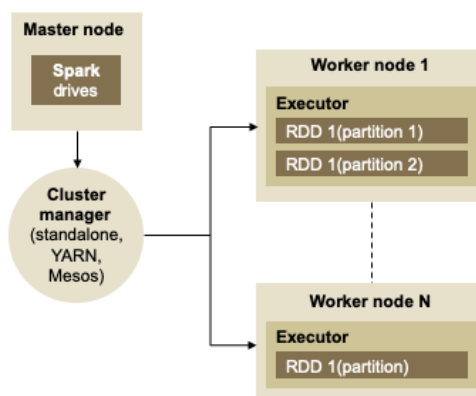 Master node
Spark
drives
Cluster
manager
(standalone,
YARN,
Mesos)
Worker node 1
Executor
RDD 1(partition 1)
RDD 1(partition 2)
Worker node N
Executor
RDD 1(partition)